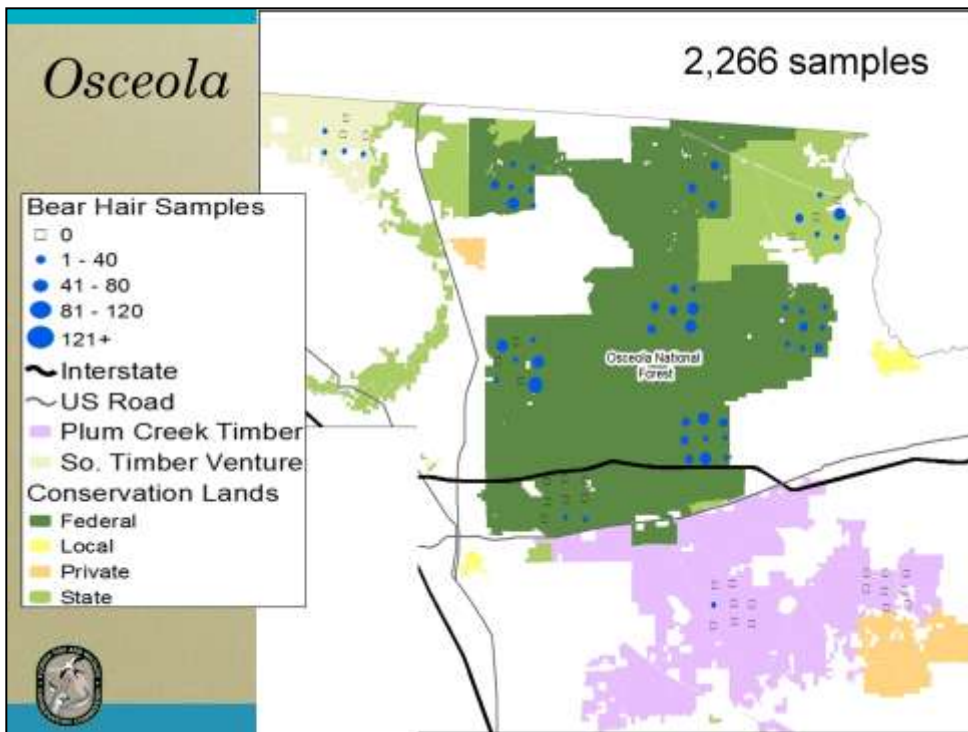 Osceola
2,266 samples
Bear Hair Samples
0
1 - 40
41 - 80
81 - 120
121+
Interstate
US Road
Plum Creek Timber
So. Timber Venture
Conservation Lands
Federal
Local
Private
State
Osceola National
Forest